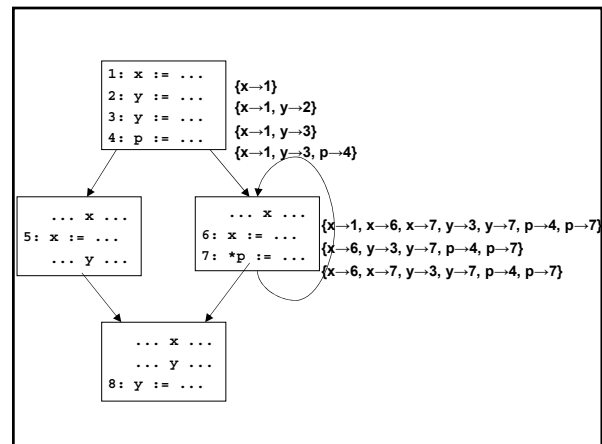 1: x := ...
2: y := ...
3: y := ...
4: p := ...
{x→1}
{x→1, y→2}
{x→1, y→3}
{x→1, y→3, p→4}
... x ...
5: x := ...
... y ...
... x ...
6: x := ...
7: *p := ...
{x→1, x→6, x→7, y→3, y→7, p→4, p→7}
{x→6, y→3, y→7, p→4, p→7}
{x→6, x→7, y→3, y→7, p→4, p→7}
... x ...
... y ...
8: y := ...